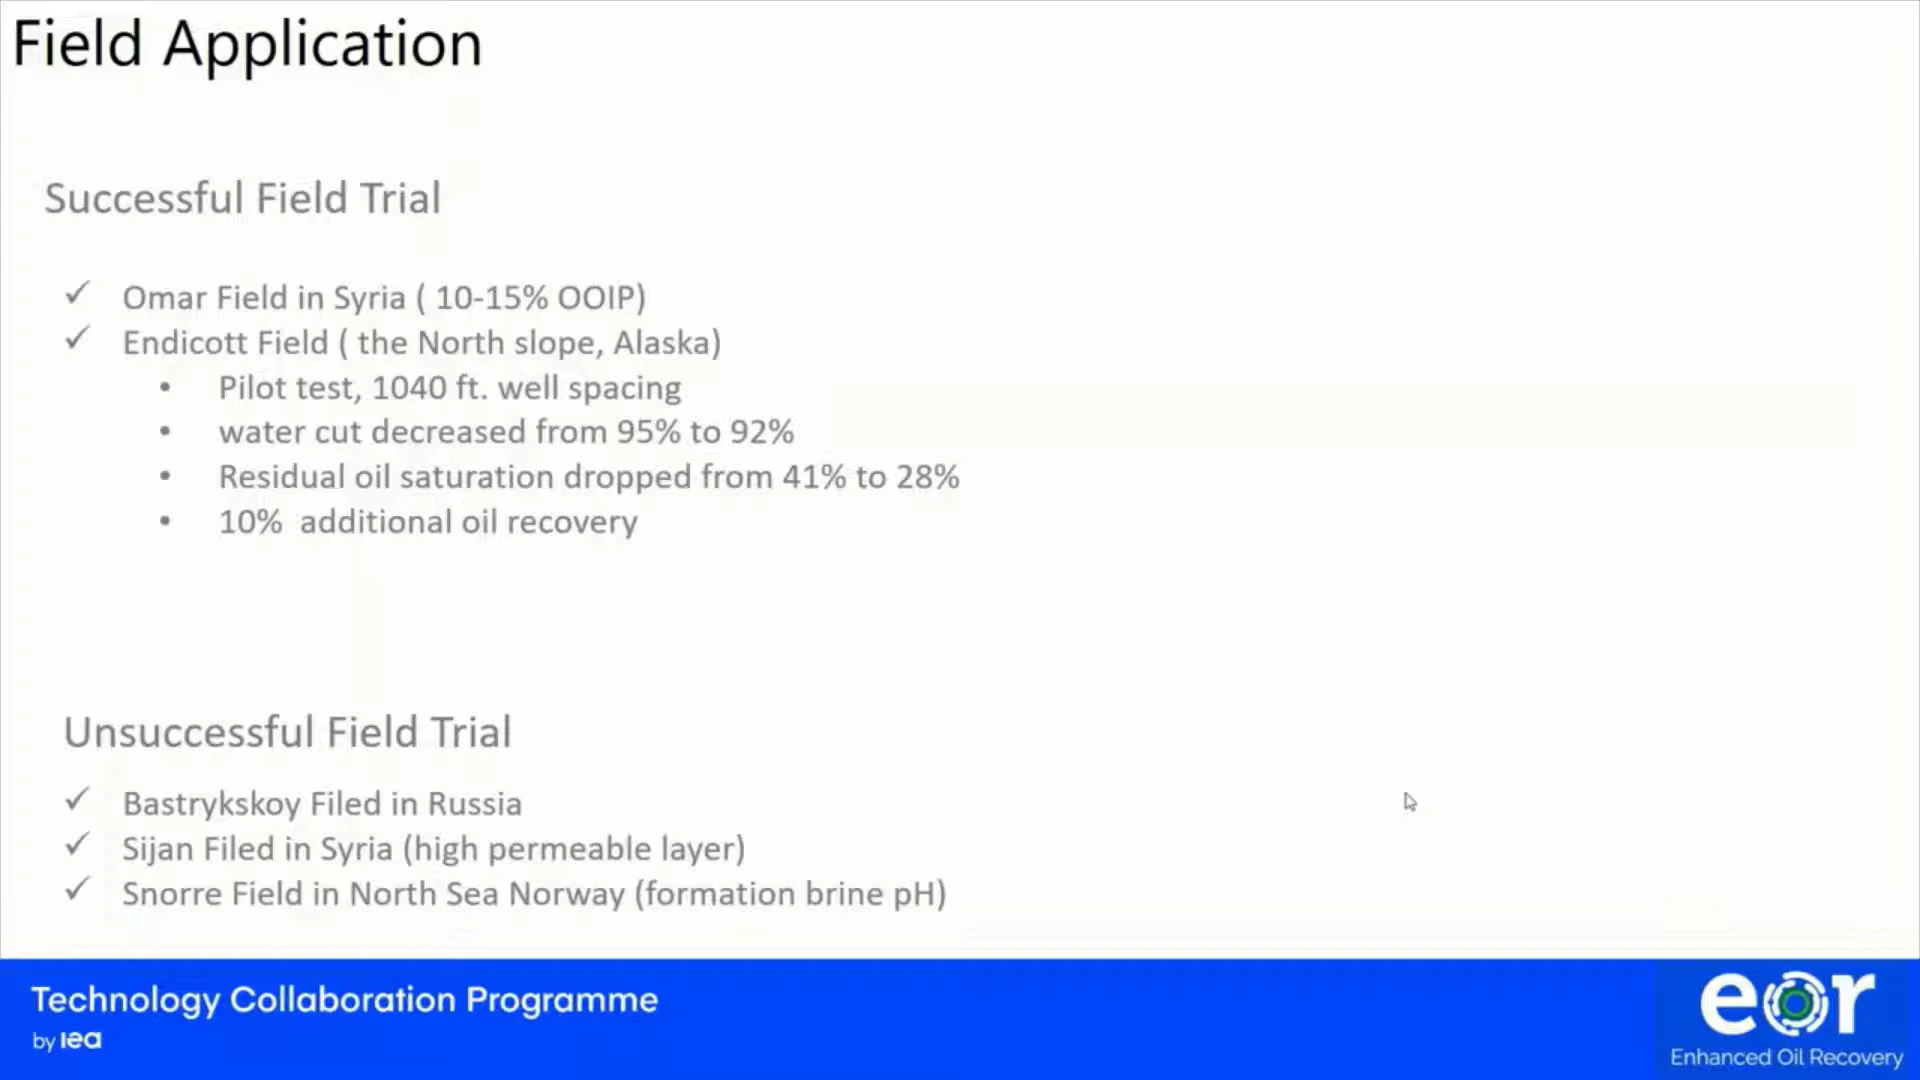 Field Application
Successful Field Trial
✓ Omar Field in Syria ( 10-15% OOIP)
✓ Endicott Field ( the North slope, Alaska)
• Pilot test, 1040 ft. well spacing
• water cut decreased from 95% to 92%
• Residual oil saturation dropped from 41% to 28%
• 10% additional oil recovery
Unsuccessful Field Trial
✓ Bastrykskoy Filed in Russia
✓ Sijan Filed in Syria (high permeable layer)
✓ Snorre Field in North Sea Norway (formation brine pH)
Technology Collaboration Programme
by iea
eor
Enhanced Oil Recovery